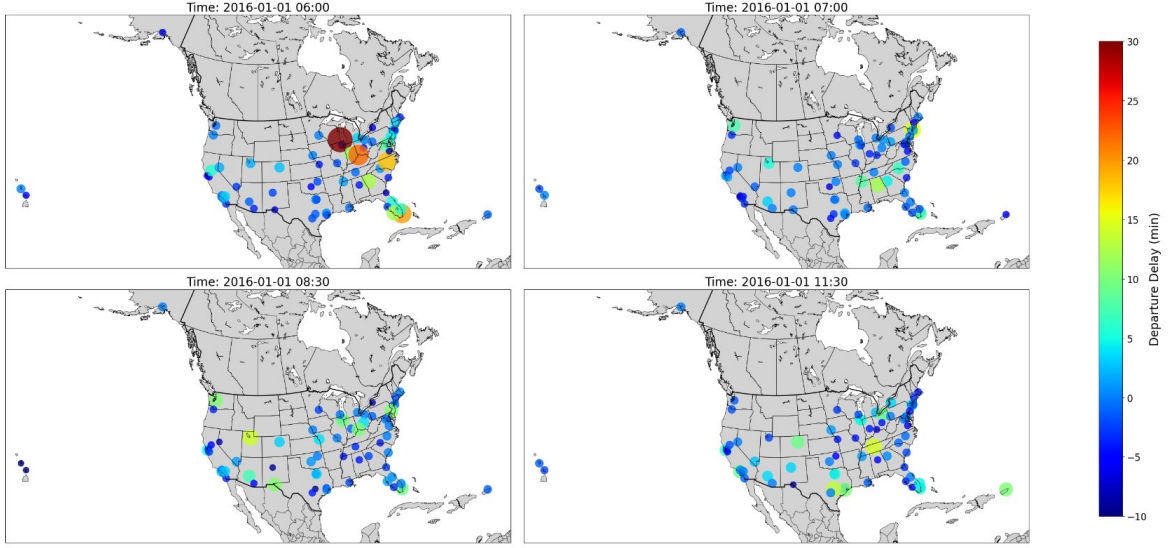 Time: 2016-01-01 06:00
Time: 2016-01-01 07:00
Time: 2016-01-01 08:30
Time: 2016-01-01 11:30
30
25
20
15
10
5
0
−5
−10
Departure Delay (min)